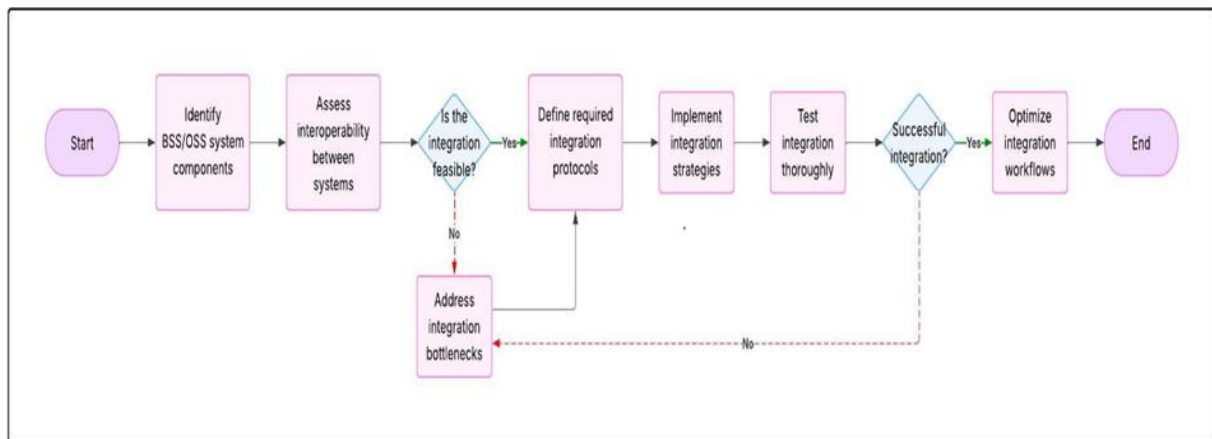 Start
Identify
BSS/OSS system
components
Assess
interoperability
between
systems
Is the
integration
feasible?
Yes
Define required
integration
protocols
Implement
integration
strategies
Test
integration
thoroughly
Successful
integration?
Yes
Optimize
integration
workflows
End
No
Address
integration
bottlenecks
No